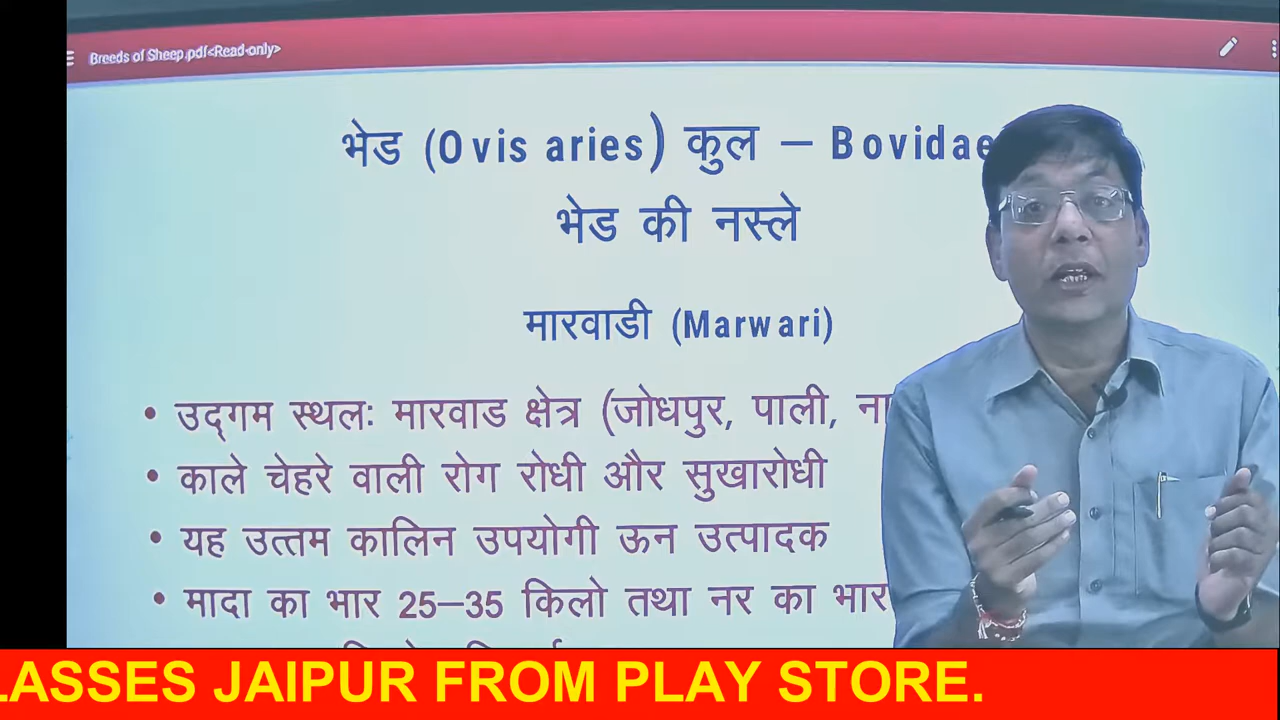 Breeds of Sheep.pdf<Read-only>
भेड (Ovis aries) कुल – Bovidae
भेड की नस्ले
मारवाडी (Marwari)
• उद्गम स्थलः मारवाड क्षेत्र (जोधपुर, पाली,
• काले चेहरे वाली रोग रोधी और सुखारोधी
• यह उत्तम कालिन उपयोगी ऊन उत्पादक
• मादा का भार 25–35 किलो तथा नर का भार
JAIPUR FROM PLAY STORE.